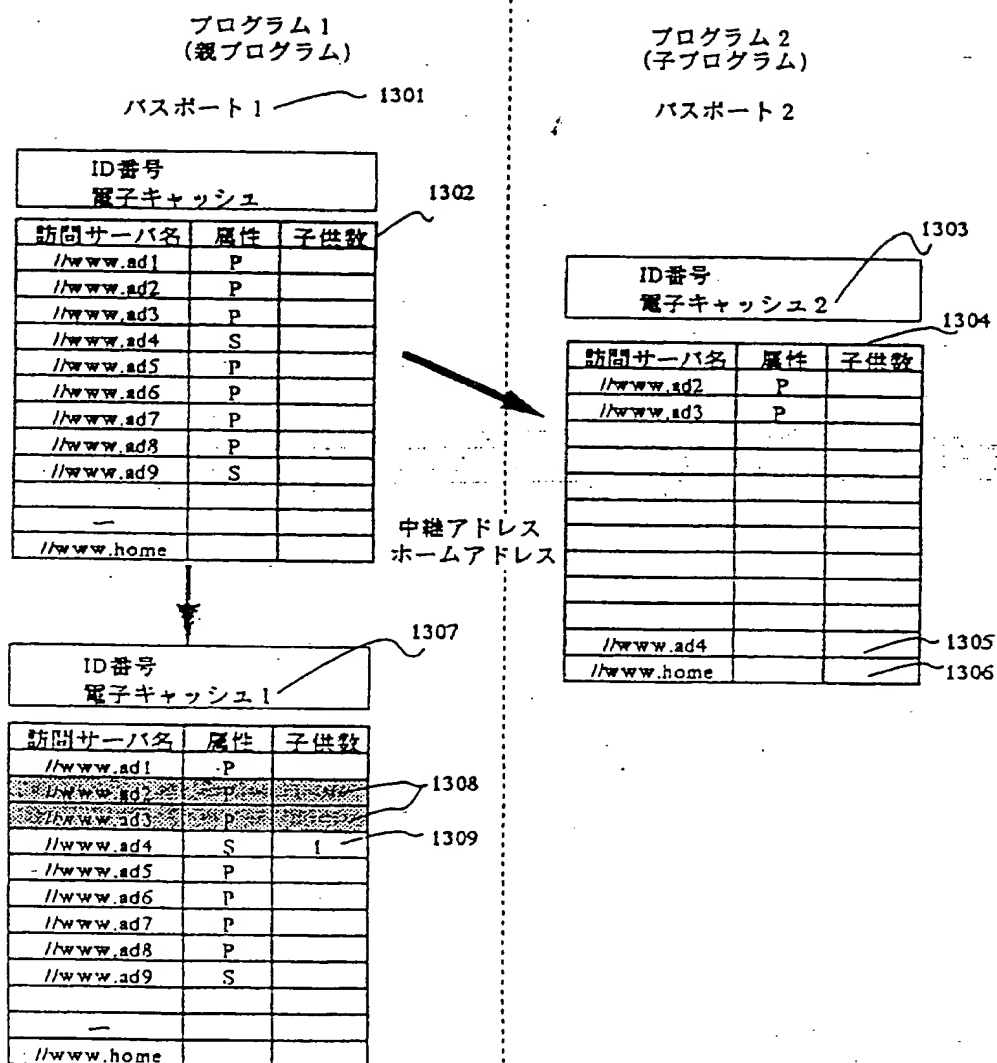 プログラム1
(親プログラム)
プログラム2
(子プログラム)
パスポート1
1301
パスポート2
ID番号
電子キャッシュ
1302
訪問サーバ名 属性 子供数
//www.ad1 P
//www.ad2 P
//www.ad3 P
//www.ad4 S
//www.ad5 P
//www.ad6 P
//www.ad7 P
//www.ad8 P
//www.ad9 S
—
//www.home
1303
ID番号
電子キャッシュ2
1304
訪問サーバ名 属性 子供数
//www.ad2 P
//www.ad3 P
中継アドレス
ホームアドレス
//www.ad4
1305
//www.home
1306
1307
ID番号
電子キャッシュ1
訪問サーバ名 属性 子供数
//www.ad1 P
//www.ad2 P
1308
//www.ad3 P
//www.ad4 S 1
1309
//www.ad5 P
//www.ad6 P
//www.ad7 P
//www.ad8 P
//www.ad9 S
—
//www.home